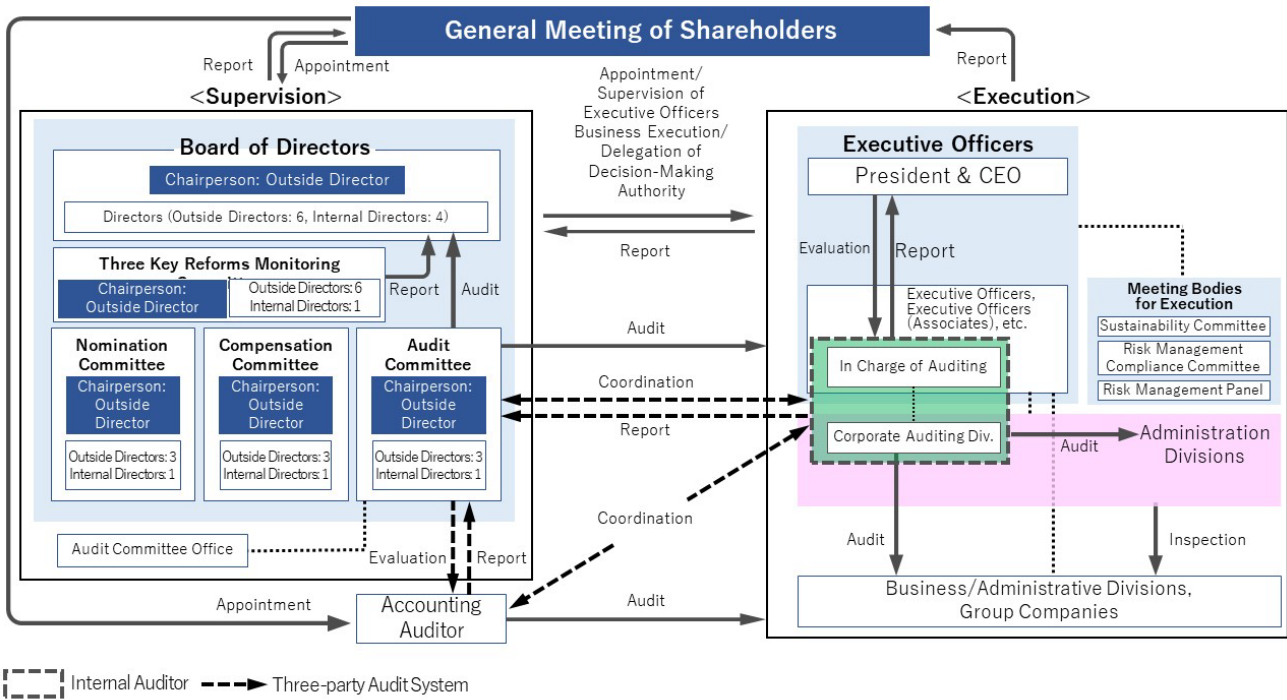 General Meeting of Shareholders
Report
Appointment
<Supervision>
Appointment/
Supervision of
Executive Officers
Business Execution/
Delegation of
Decision-Making
Authority
Report
<Execution>
Board of Directors
Chairperson: Outside Director
Directors (Outside Directors: 6, Internal Directors: 4)
Three Key Reforms Monitoring
Chairperson:
Outside Director
Outside Directors: 6
Internal Directors: 1
Report
Audit
Nomination
Committee
Chairperson:
Outside
Director
Outside Directors: 3
Internal Directors: 1
Compensation
Committee
Chairperson:
Outside
Director
Outside Directors: 3
Internal Directors: 1
Audit
Committee
Chairperson:
Outside
Director
Outside Directors: 3
Internal Directors: 1
Audit Committee Office
Evaluation
Report
Appointment
Accounting
Auditor
Report
Audit
Coordination
Report
Coordination
Audit
Executive Officers
President & CEO
Evaluation
Report
Executive Officers,
Executive Officers
(Associates), etc.
In Charge of Auditing
Corporate Auditing Div.
Meeting Bodies
for Execution
Sustainability Committee
Risk Management
Compliance Committee
Risk Management Panel
Audit
Administration
Divisions
Audit
Inspection
Business/Administrative Divisions,
Group Companies
Internal Auditor
Three-party Audit System